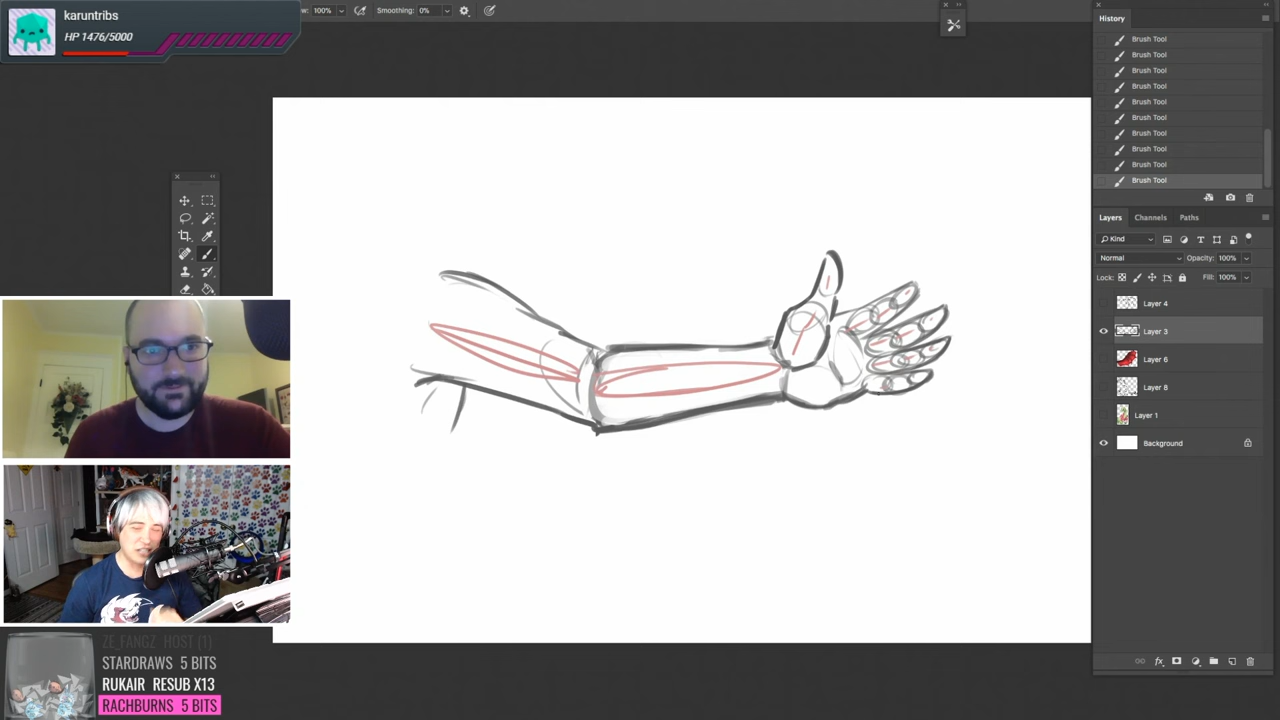 karuntribs
HP 1476/5000
w: 100%
Smoothing: 0%
History
Brush Tool
Brush Tool
Brush Tool
Brush Tool
Brush Tool
Brush Tool
Brush Tool
Brush Tool
Brush Tool
Brush Tool
Layers Channels Paths
Kind
Normal Opacity: 100%
Lock: Fill: 100%
Layer 4
Layer 3
Layer 6
Layer 8
Layer 1
Background
fx
ZE_FANGZ HOST (1)
STARDRAWS 5 BITS
RUKAIR RESUB X13
RACHBURNS 5 BITS